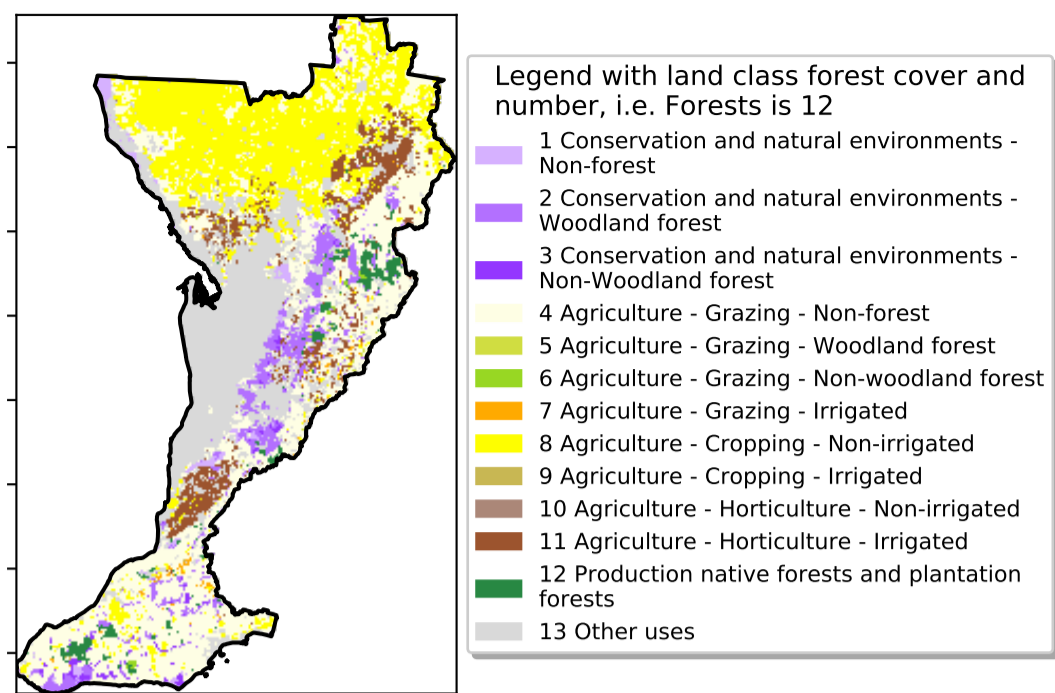 Legend with land class forest cover and
number, i.e. Forests is 12
1 Conservation and natural environments -
Non-forest
2 Conservation and natural environments -
Woodland forest
3 Conservation and natural environments -
Non-Woodland forest
4 Agriculture - Grazing - Non-forest
5 Agriculture - Grazing - Woodland forest
6 Agriculture - Grazing - Non-woodland forest
7 Agriculture - Grazing - Irrigated
8 Agriculture - Cropping - Non-irrigated
9 Agriculture - Cropping - Irrigated
10 Agriculture - Horticulture - Non-irrigated
11 Agriculture - Horticulture - Irrigated
12 Production native forests and plantation
forests
13 Other uses